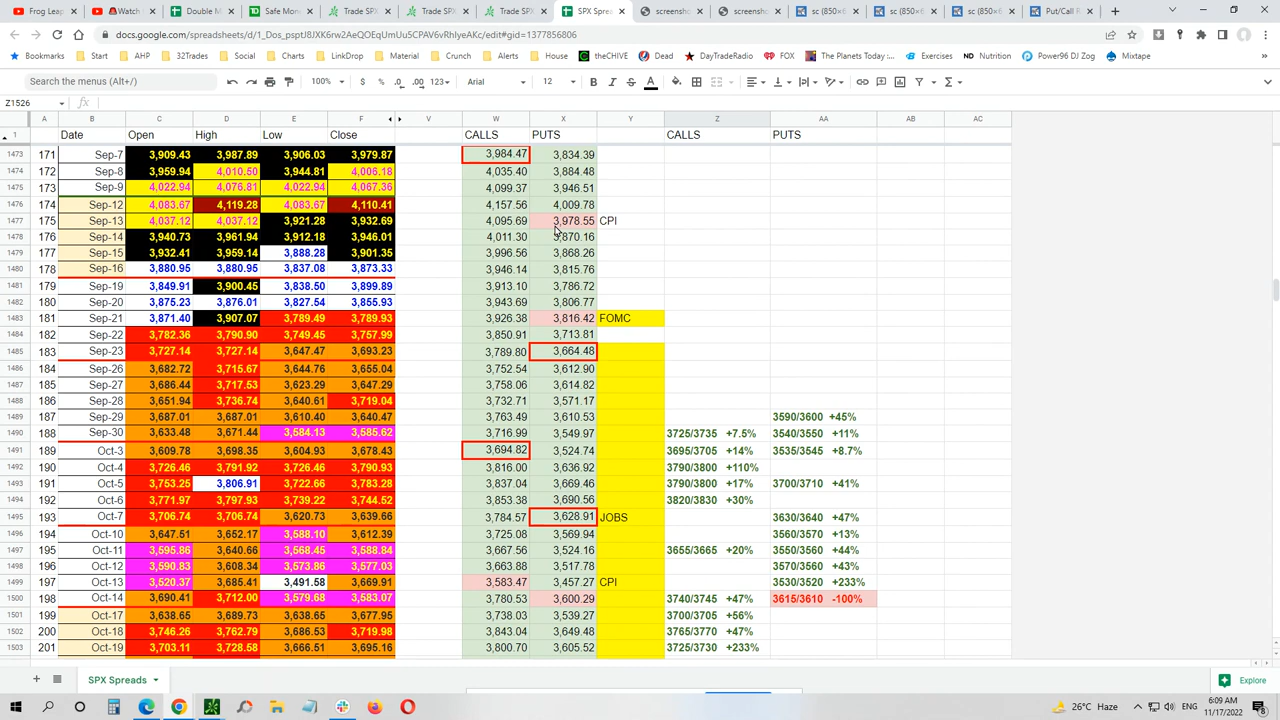 Frog Leap
Watch
Double M
Safe Mone
Trade SPX
Trade SPX
Trade SPX
SPX Sprea
screensho
screensho
sc (850×6
sc (850×6
sc (850×6
Put/Call R
docs.google.com/spreadsheets/d/
edit#gid=1377856806
Bookmarks Start AHP 32Trades Social Charts LinkDrop Material Crunch Alerts House theCHIVE Dead DayTradeRadio FOX The Planets Today :... Exercises Nutrition Power96 DJ Zog Mixtape
Search the menus (Alt+/) 100% $ % .0 .00 123 Arial 12
Z1526 fx
A B C D E F V W X Y Z AA AB AC
1 Date Open High Low Close CALLS PUTS CALLS PUTS
1473 171 Sep-7 3,909.43 3,987.89 3,906.03 3,979.87 3,984.47 3,834.39
1474 172 Sep-8 3,959.94 4,010.50 3,944.81 4,006.18 4,035.40 3,884.48
1475 173 Sep-9 4,022.94 4,076.81 4,022.94 4,067.36 4,099.37 3,946.51
1476 174 Sep-12 4,083.67 4,119.28 4,083.67 4,110.41 4,157.56 4,009.78
1477 175 Sep-13 4,037.12 4,037.12 3,921.28 3,932.69 4,095.69 3,978.55 CPI
1478 176 Sep-14 3,940.73 3,961.94 3,912.18 3,946.01 4,011.30 3,870.16
1479 177 Sep-15 3,932.41 3,959.14 3,888.28 3,901.35 3,996.56 3,868.26
1480 178 Sep-16 3,880.95 3,880.95 3,837.08 3,873.33 3,946.14 3,815.76
1481 179 Sep-19 3,849.91 3,900.45 3,838.50 3,899.89 3,913.10 3,786.72
1482 180 Sep-20 3,875.23 3,876.01 3,827.54 3,855.93 3,943.69 3,806.77
1483 181 Sep-21 3,871.40 3,907.07 3,789.49 3,789.93 3,926.38 3,816.42 FOMC
1484 182 Sep-22 3,782.36 3,790.90 3,749.45 3,757.99 3,850.91 3,713.81
1485 183 Sep-23 3,727.14 3,727.14 3,647.47 3,693.23 3,789.80 3,664.48
1486 184 Sep-26 3,682.72 3,715.67 3,644.76 3,655.04 3,752.54 3,612.90
1487 185 Sep-27 3,686.44 3,717.53 3,623.29 3,647.29 3,758.06 3,614.82
1488 186 Sep-28 3,651.94 3,736.74 3,640.61 3,719.04 3,732.71 3,571.17
1489 187 Sep-29 3,687.01 3,687.01 3,610.40 3,640.47 3,763.49 3,610.53 3590/3600 +45%
1490 188 Sep-30 3,633.48 3,671.44 3,584.13 3,585.62 3,716.99 3,549.97 3725/3735 +7.5% 3540/3550 +11%
1491 189 Oct-3 3,609.78 3,698.35 3,604.93 3,678.43 3,694.82 3,524.74 3695/3705 +14% 3535/3545 +8.7%
1492 190 Oct-4 3,726.46 3,791.92 3,726.46 3,790.93 3,816.00 3,636.92 3790/3800 +110%
1493 191 Oct-5 3,753.25 3,806.91 3,722.66 3,783.28 3,837.04 3,669.46 3790/3800 +17% 3700/3710 +41%
1494 192 Oct-6 3,771.97 3,797.93 3,739.22 3,744.52 3,853.38 3,690.56 3820/3830 +30%
1495 193 Oct-7 3,706.74 3,706.74 3,620.73 3,639.66 3,784.57 3,628.91 JOBS 3630/3640 +47%
1496 194 Oct-10 3,647.51 3,652.17 3,588.10 3,612.39 3,725.08 3,569.94 3560/3570 +13%
1497 195 Oct-11 3,595.86 3,640.66 3,568.45 3,588.84 3,667.56 3,524.16 3655/3665 +20% 3550/3560 +44%
1498 196 Oct-12 3,590.83 3,608.34 3,573.86 3,577.03 3,663.88 3,517.78 3570/3560 +43%
1499 197 Oct-13 3,520.37 3,685.41 3,491.58 3,669.91 3,583.47 3,457.27 CPI 3530/3520 +233%
1500 198 Oct-14 3,690.41 3,712.00 3,579.68 3,583.07 3,780.53 3,600.29 3740/3745 +47% 3615/3610 -100%
1501 199 Oct-17 3,638.65 3,689.73 3,638.65 3,677.95 3,738.03 3,539.27 3700/3705 +56%
1502 200 Oct-18 3,746.26 3,762.79 3,686.53 3,719.98 3,843.04 3,649.48 3765/3770 +47%
1503 201 Oct-19 3,703.11 3,728.58 3,666.51 3,695.16 3,800.70 3,605.52 3725/3730 +233%
SPX Spreads
Explore
26°C Haze
6:09 AM
11/17/2022